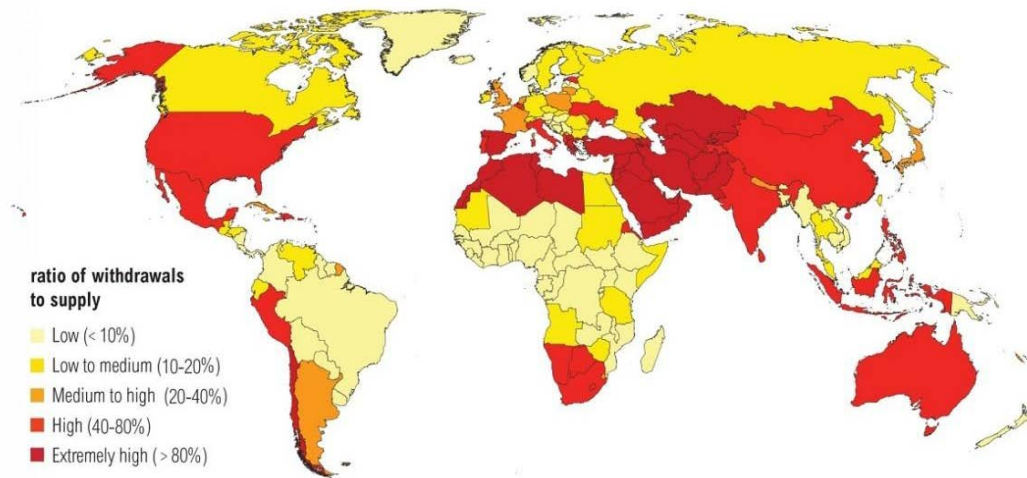 ratio of withdrawals
to supply
Low (< 10%)
Low to medium (10-20%)
Medium to high (20-40%)
High (40-80%)
Extremely high ( > 80%)